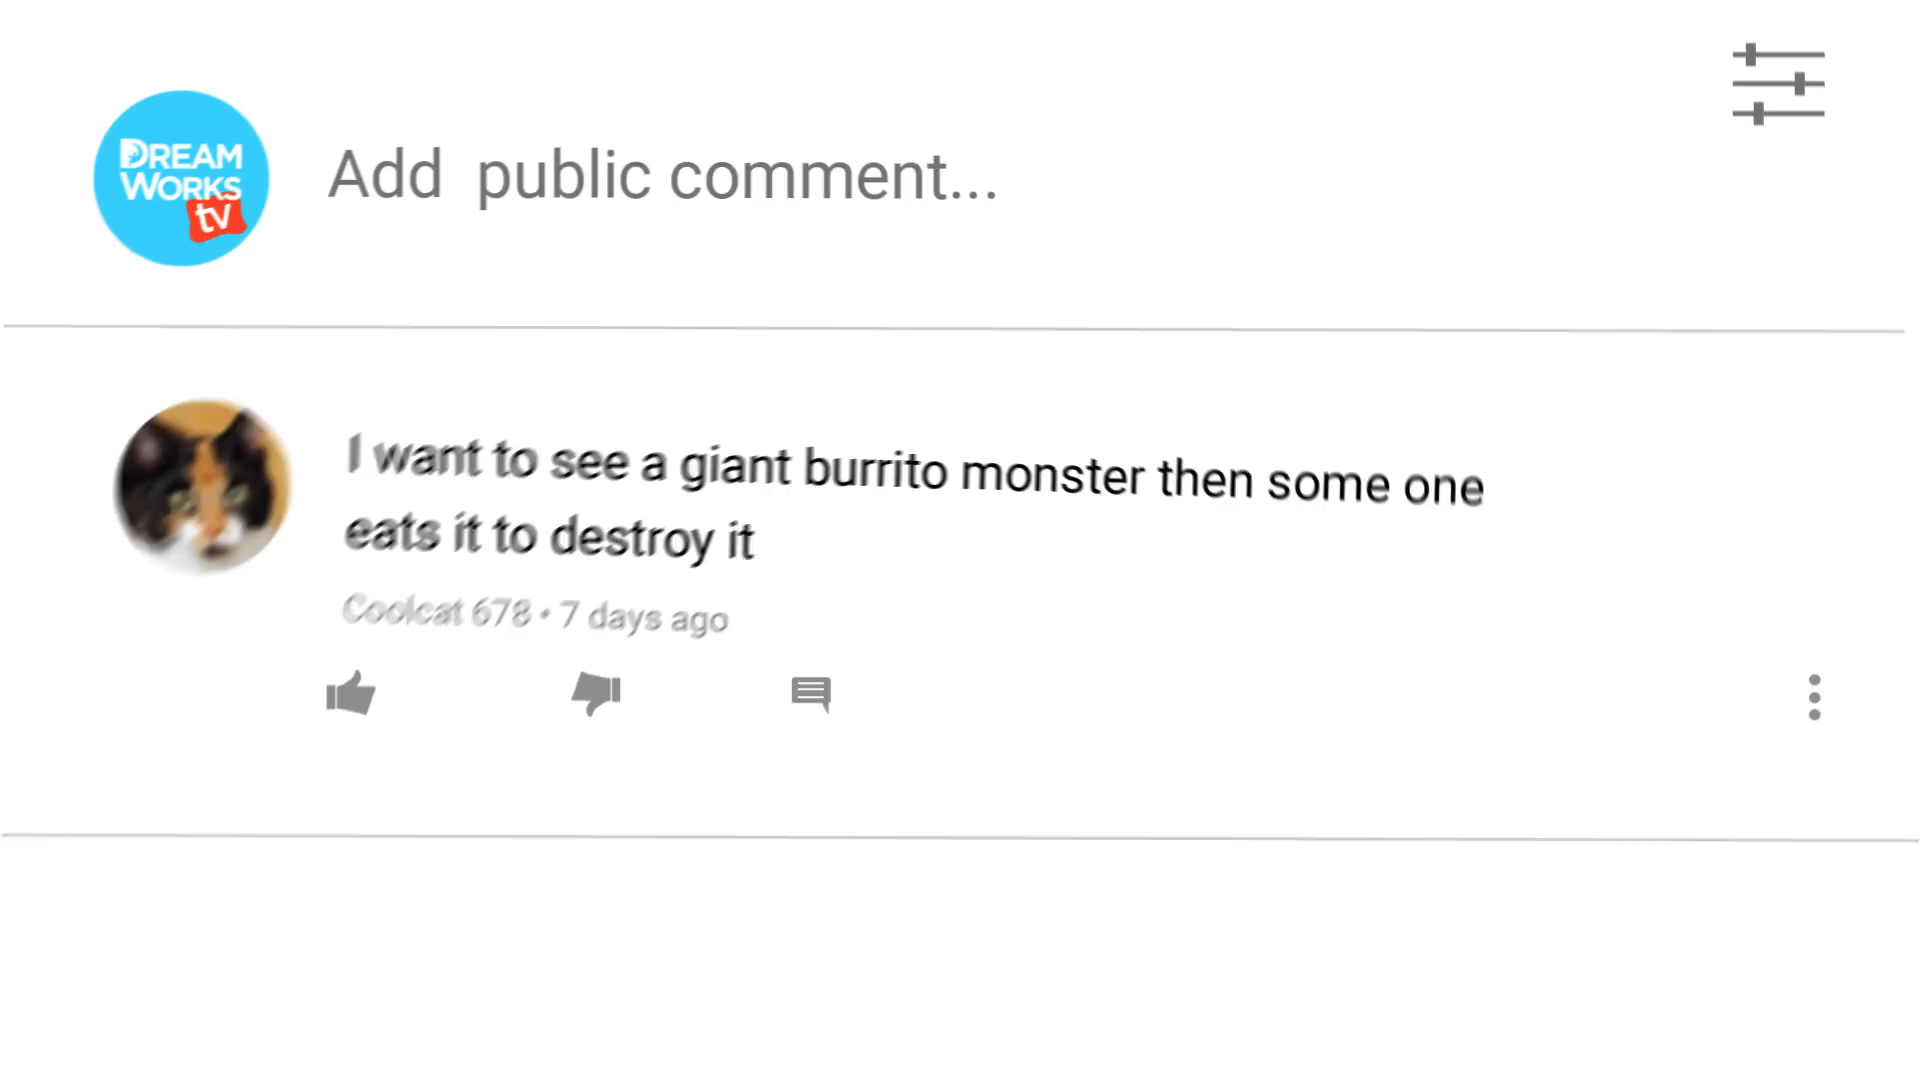 DREAM
WORKS
tv
Add public comment...
I want to see a giant burrito monster then some one
eats it to destroy it
Coolcat 678 • 7 days ago